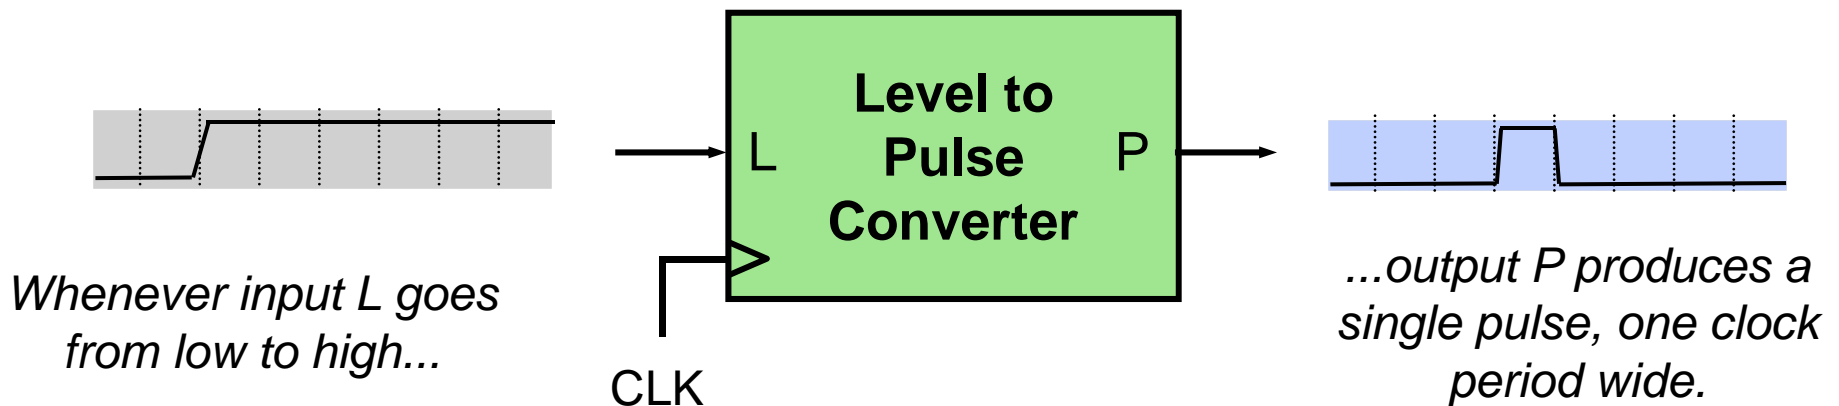 Level to
Pulse
Converter
L
P
CLK
Whenever input L goes
from low to high...
...output P produces a
single pulse, one clock
period wide.